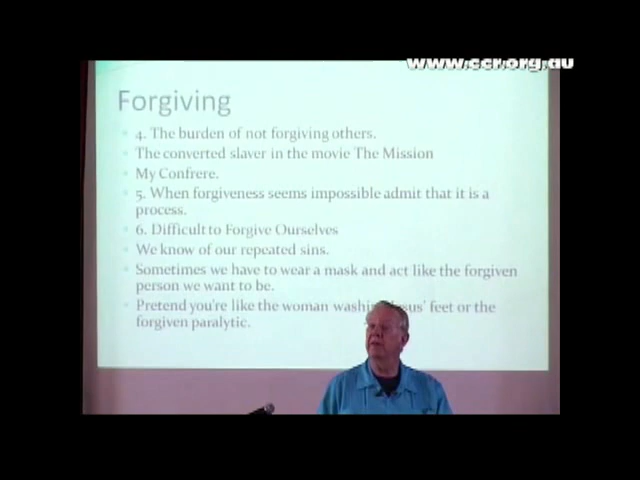 www.ccr.org.au
Forgiving
4. The burden of not forgiving others.
The converted slaver in the movie The Mission
My Confrere.
5. When forgiveness seems impossible admit that it is a
process.
6. Difficult to Forgive Ourselves
We know of our repeated sins.
Sometimes we have to wear a mask and act like the forgiven
person we want to be.
Pretend you're like the woman washing Jesus' feet or the
forgiven paralytic.